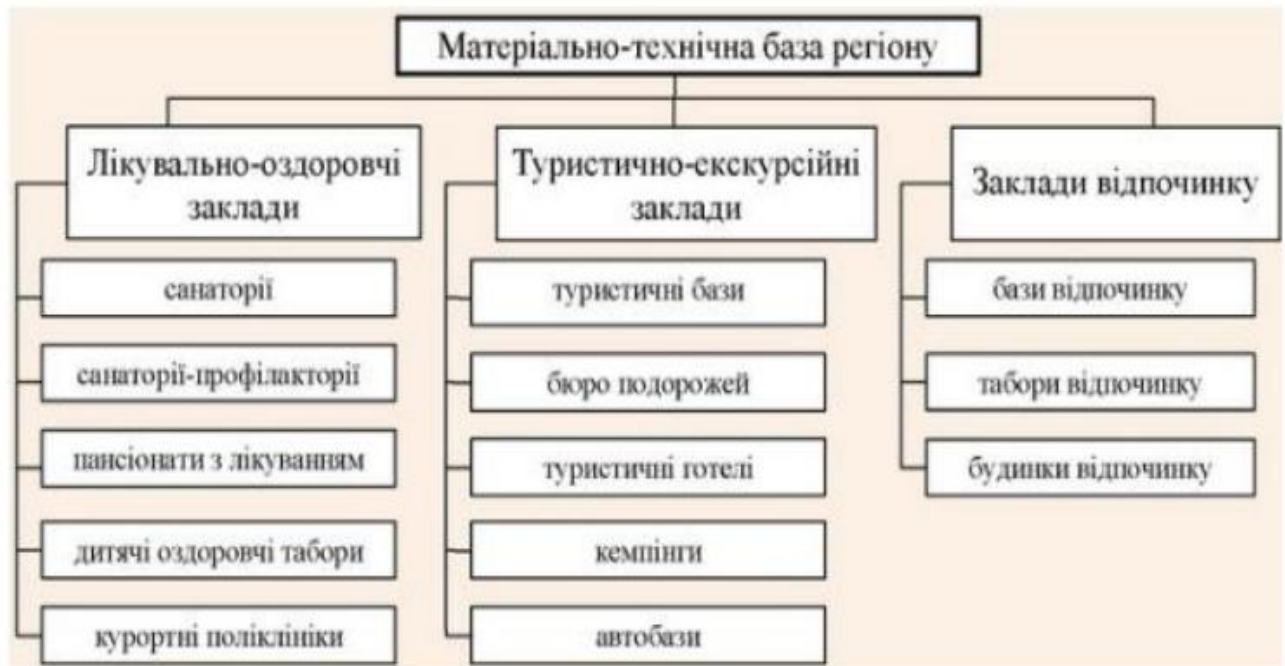 Матеріально-технічна база регіону
Лікувально-оздоровчі
заклади
санаторії
санаторії-профілакторії
пансіонати з лікуванням
дитячі оздоровчі табори
курортні поліклініки
Туристично-екскурсійні
заклади
туристичні бази
бюро подорожей
туристичні готелі
кемпінги
автобази
Заклади відпочинку
бази відпочинку
табори відпочинку
будинки відпочинку